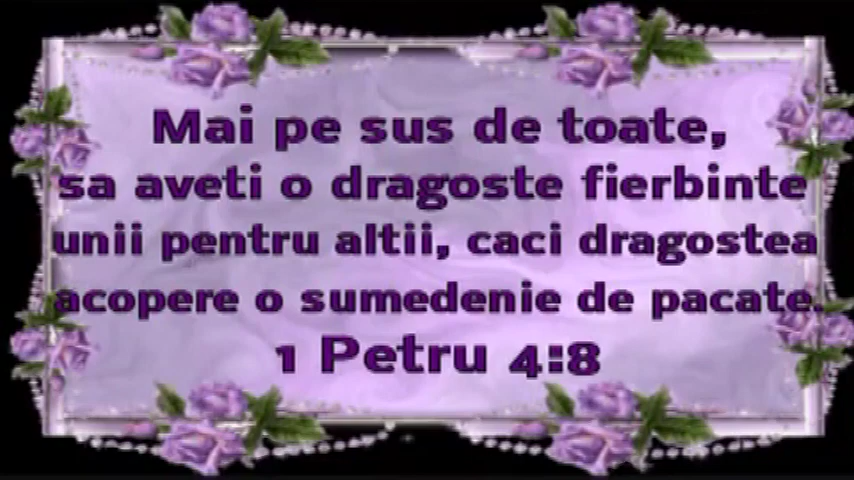 Mai pe sus de toate,
sa aveti o dragoste fierbinte
unii pentru altii, caci dragostea
acopere o sumedenie de pacate.
1 Petru 4:8